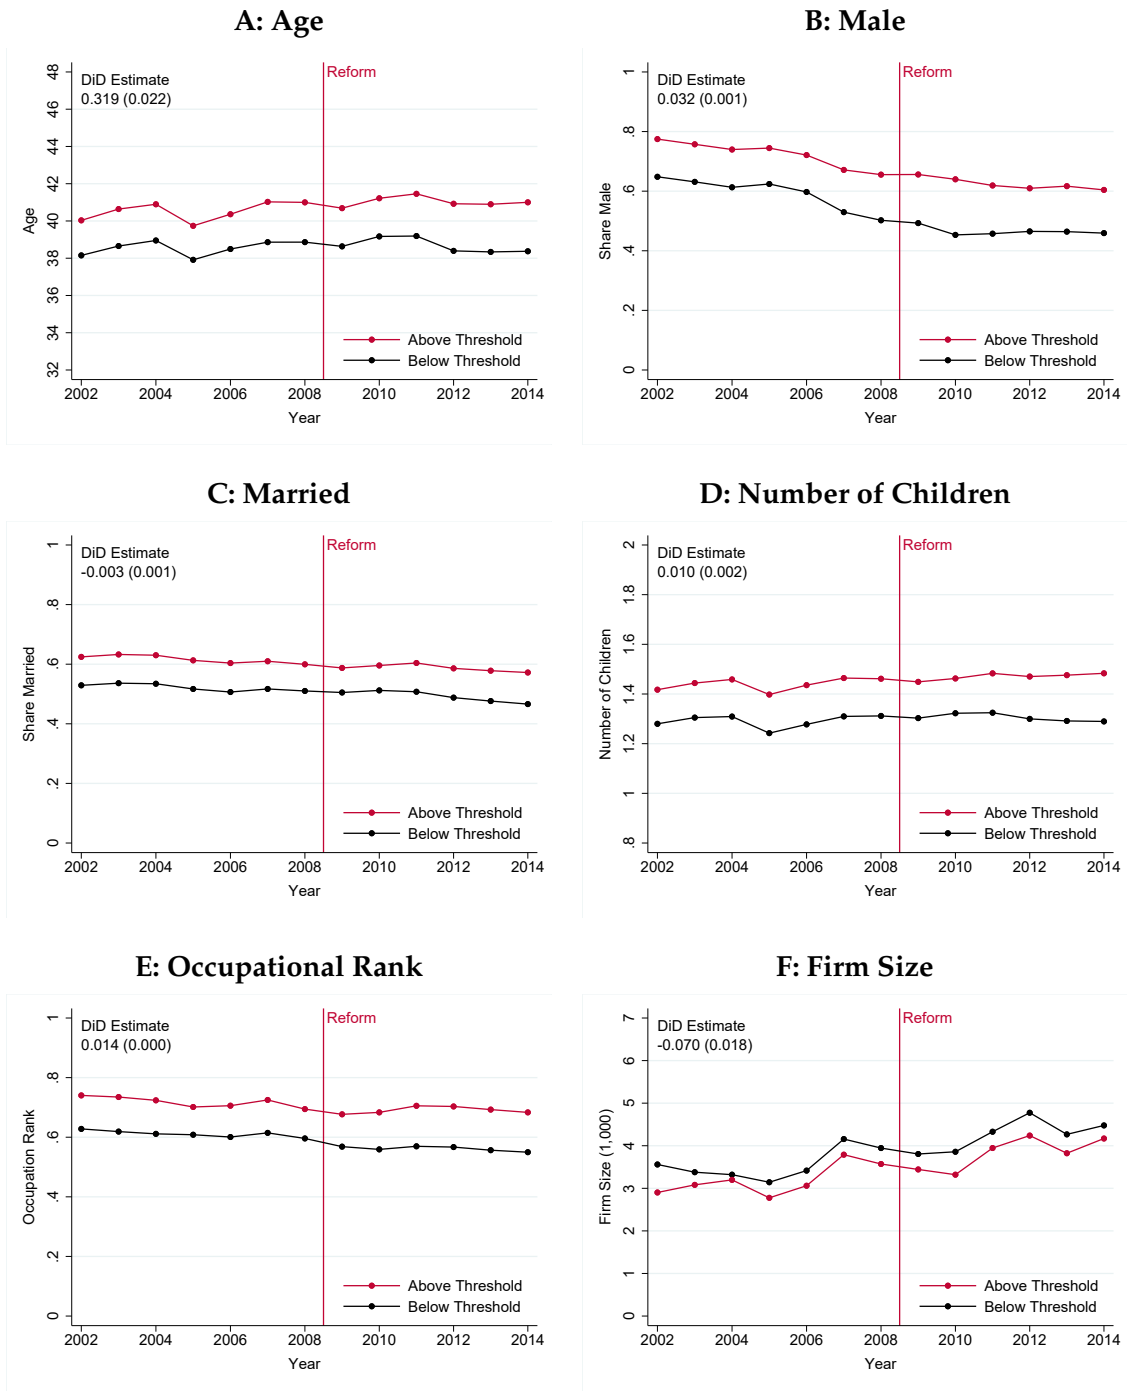 A: Age
DiD Estimate
0.319 (0.022)
Reform
48
46
44
42
40
38
36
34
32
Age
Above Threshold
Below Threshold
2002 2004 2006 2008 2010 2012 2014
Year
B: Male
DiD Estimate
0.032 (0.001)
Reform
1
.8
.6
.4
.2
0
Share Male
Above Threshold
Below Threshold
2002 2004 2006 2008 2010 2012 2014
Year
C: Married
DiD Estimate
-0.003 (0.001)
Reform
1
.8
.6
.4
.2
0
Share Married
Above Threshold
Below Threshold
2002 2004 2006 2008 2010 2012 2014
Year
D: Number of Children
DiD Estimate
0.010 (0.002)
Reform
2
1.8
1.6
1.4
1.2
1
.8
Number of Children
Above Threshold
Below Threshold
2002 2004 2006 2008 2010 2012 2014
Year
E: Occupational Rank
DiD Estimate
0.014 (0.000)
Reform
1
.8
.6
.4
.2
0
Occupation Rank
Above Threshold
Below Threshold
2002 2004 2006 2008 2010 2012 2014
Year
F: Firm Size
DiD Estimate
-0.070 (0.018)
Reform
7
6
5
4
3
2
1
0
Firm Size (1,000)
Above Threshold
Below Threshold
2002 2004 2006 2008 2010 2012 2014
Year